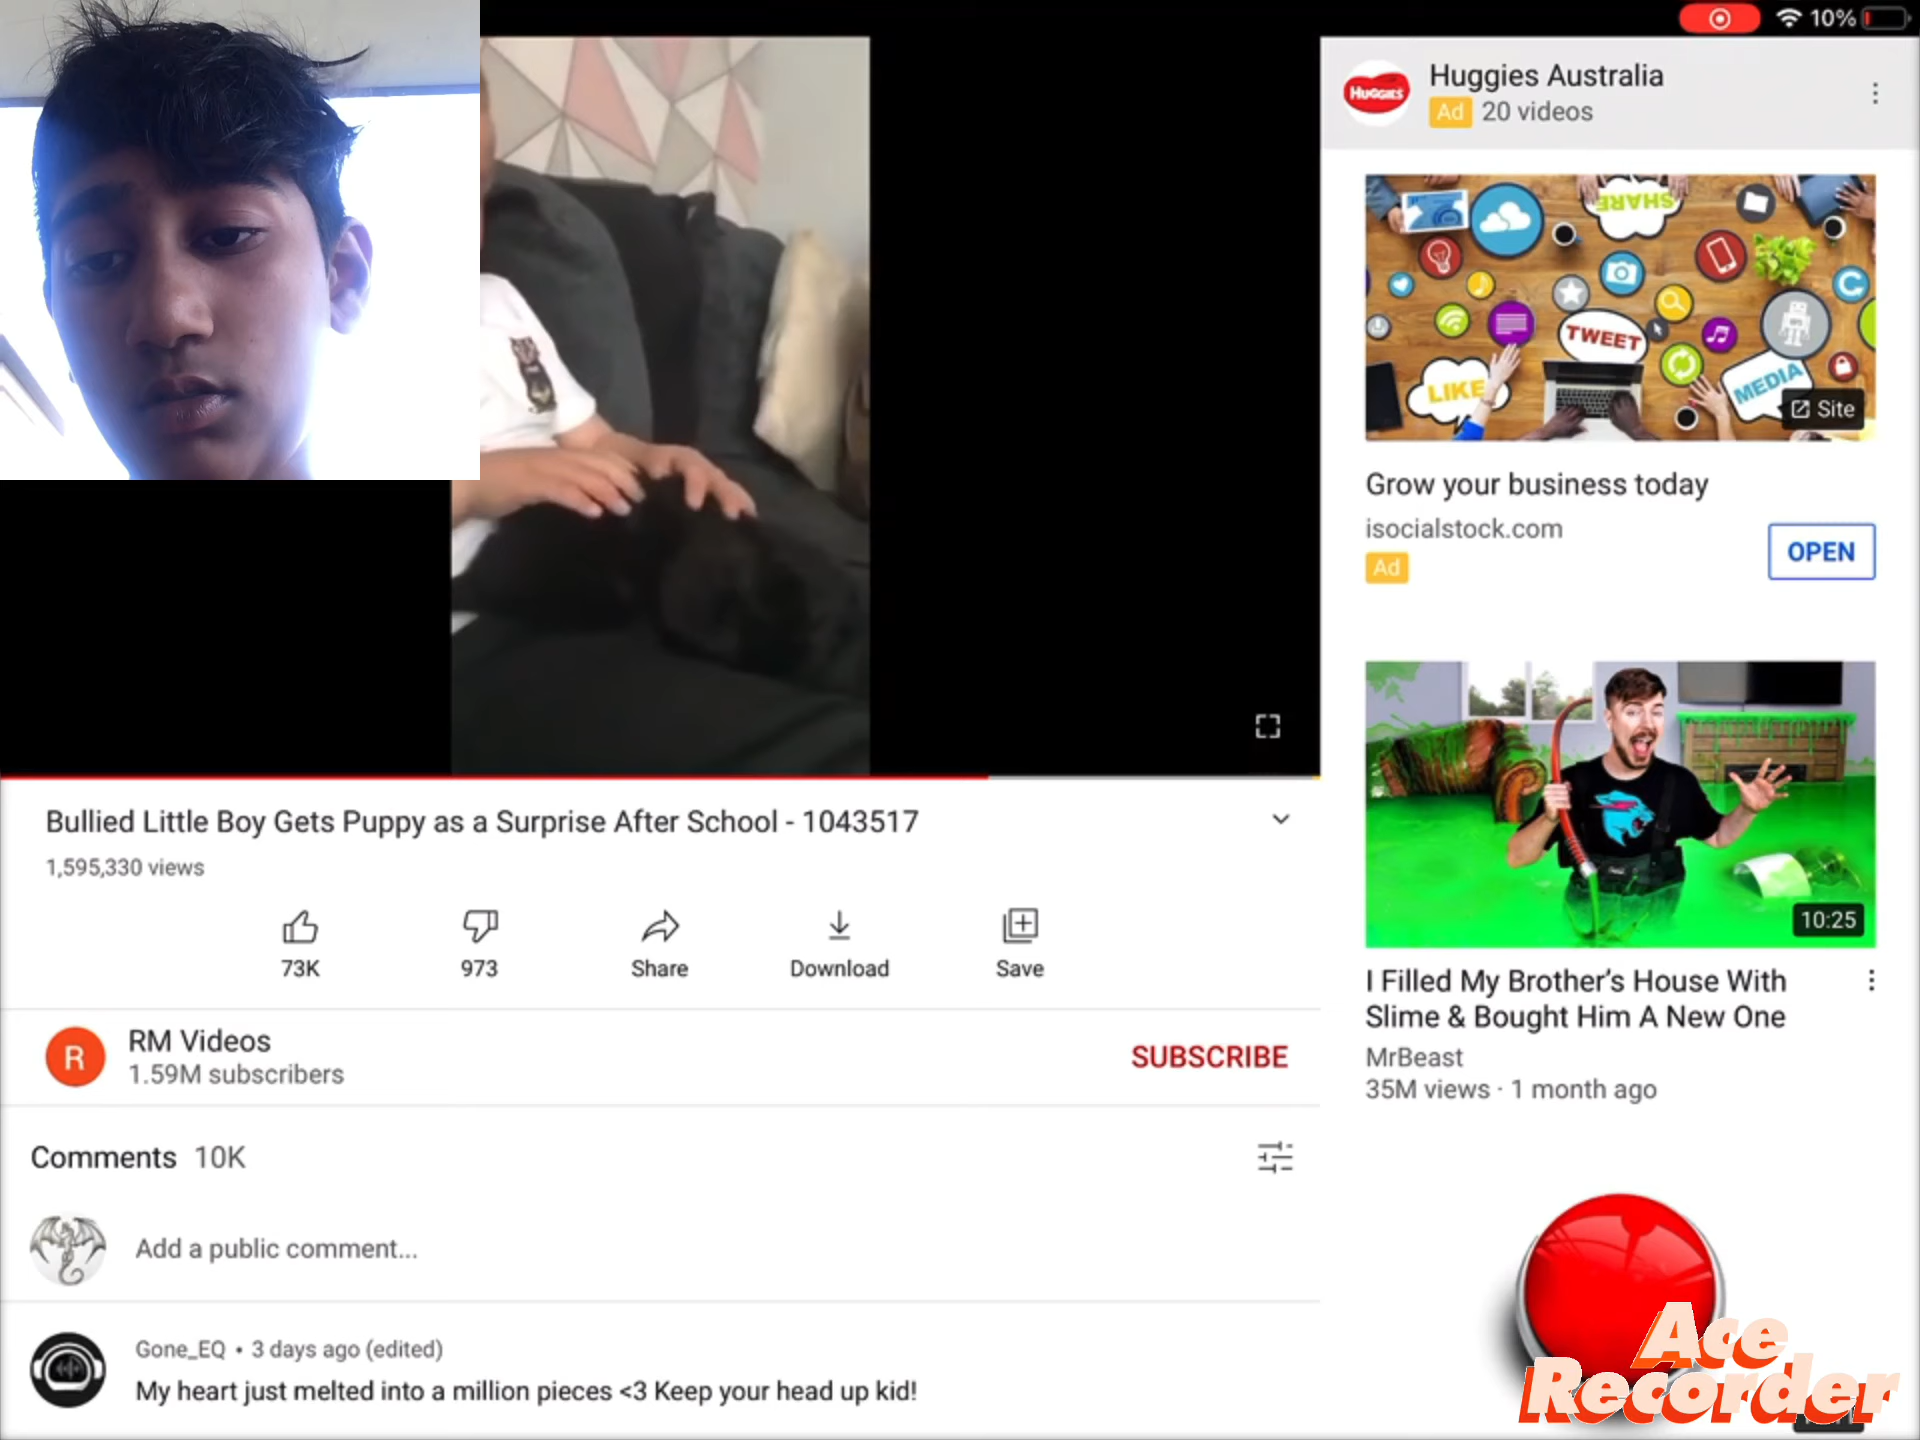 10%
Huggies Australia
HUGGIES
Ad 20 videos
SHARE
TWEET
LIKE
MEDIA
Site
Grow your business today
isocialstock.com
Ad
OPEN
10:25
I Filled My Brother's House With
Slime & Bought Him A New One
MrBeast
35M views · 1 month ago
Bullied Little Boy Gets Puppy as a Surprise After School - 1043517
1,595,330 views
73K
973
Share
Download
Save
R
RM Videos
1.59M subscribers
SUBSCRIBE
Comments 10K
Add a public comment...
Gone_EQ • 3 days ago (edited)
My heart just melted into a million pieces <3 Keep your head up kid!
Ace
Recorder